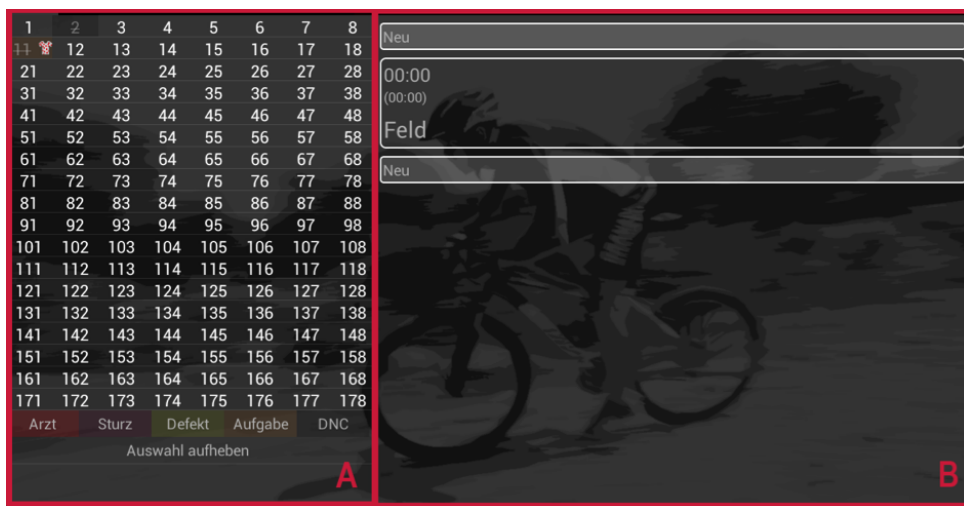 1 2 3 4 5 6 7 8
11 12 13 14 15 16 17 18
21 22 23 24 25 26 27 28
31 32 33 34 35 36 37 38
41 42 43 44 45 46 47 48
51 52 53 54 55 56 57 58
61 62 63 64 65 66 67 68
71 72 73 74 75 76 77 78
81 82 83 84 85 86 87 88
91 92 93 94 95 96 97 98
101 102 103 104 105 106 107 108
111 112 113 114 115 116 117 118
121 122 123 124 125 126 127 128
131 132 133 134 135 136 137 138
141 142 143 144 145 146 147 148
151 152 153 154 155 156 157 158
161 162 163 164 165 166 167 168
171 172 173 174 175 176 177 178
Arzt Sturz Defekt Aufgabe DNC
Auswahl aufheben
A
Neu
00:00
(00:00)
Feld
Neu
B